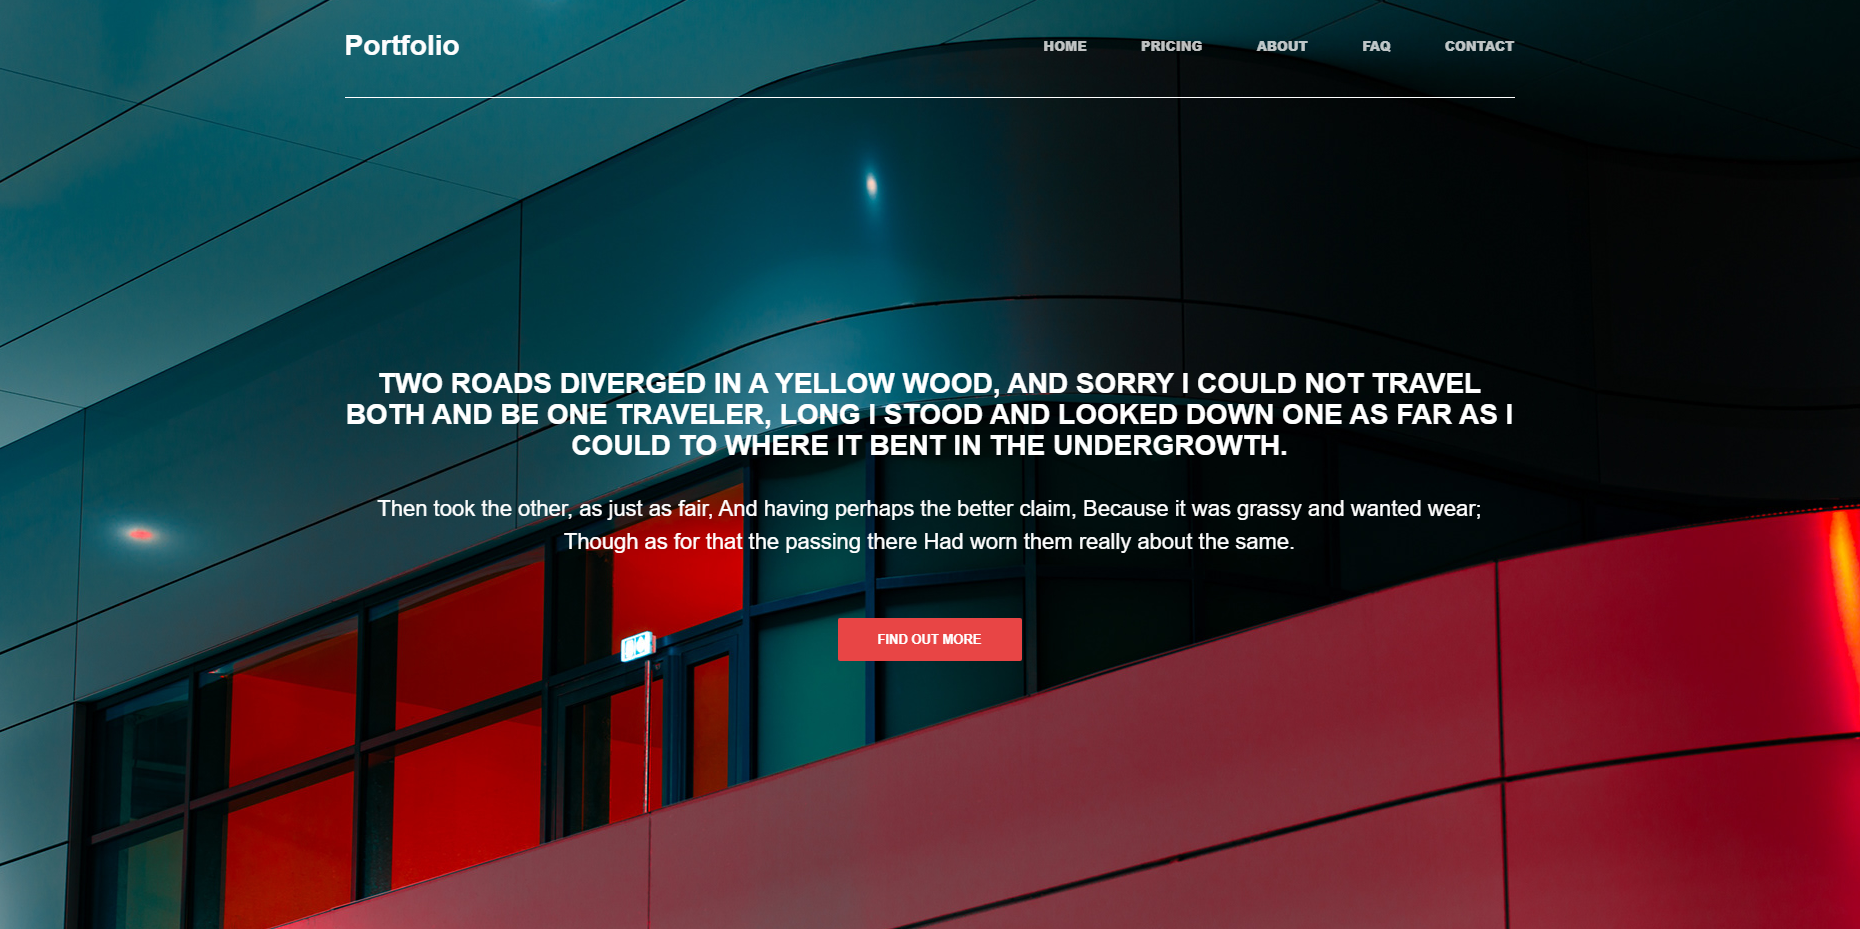 Portfolio
HOME PRICING ABOUT FAQ CONTACT
TWO ROADS DIVERGED IN A YELLOW WOOD, AND SORRY I COULD NOT TRAVEL
BOTH AND BE ONE TRAVELER, LONG I STOOD AND LOOKED DOWN ONE AS FAR AS I
COULD TO WHERE IT BENT IN THE UNDERGROWTH.
Then took the other, as just as fair, And having perhaps the better claim, Because it was grassy and wanted wear;
Though as for that the passing there Had worn them really about the same.
FIND OUT MORE